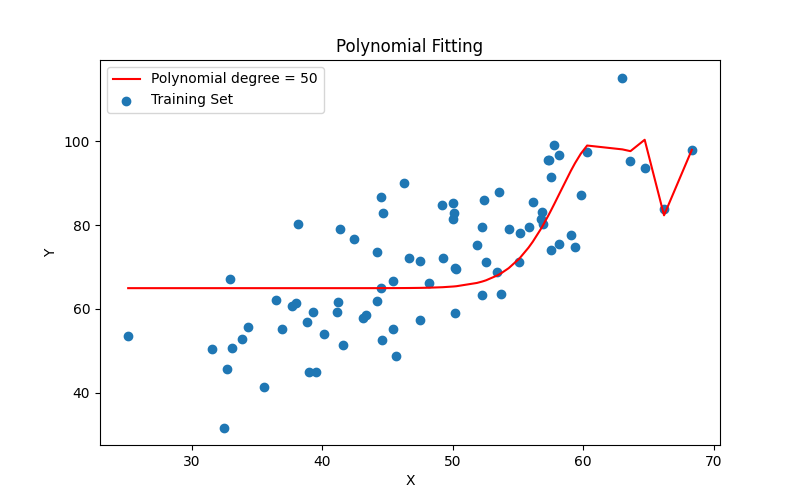 Polynomial Fitting
Polynomial degree = 50
Training Set
100
80
60
40
Y
30 40 50 60 70
X